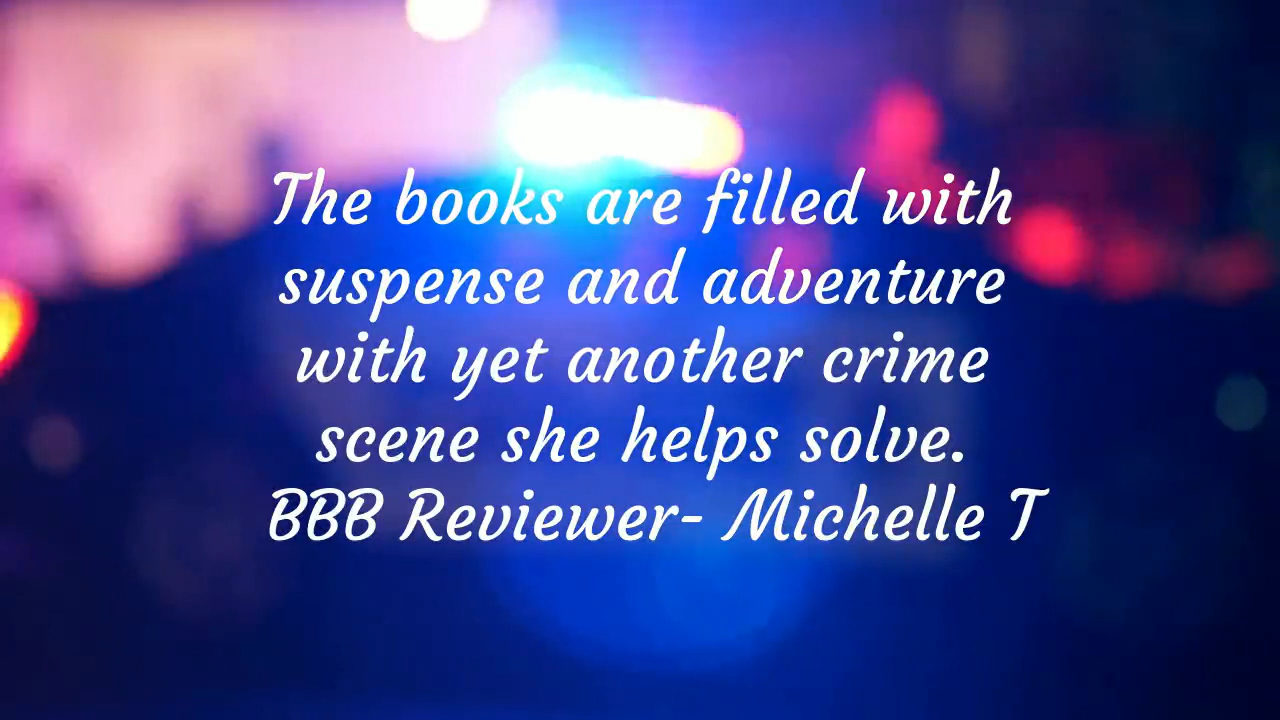 The books are filled with
suspense and adventure
with yet another crime
scene she helps solve.
BBB Reviewer- Michelle T